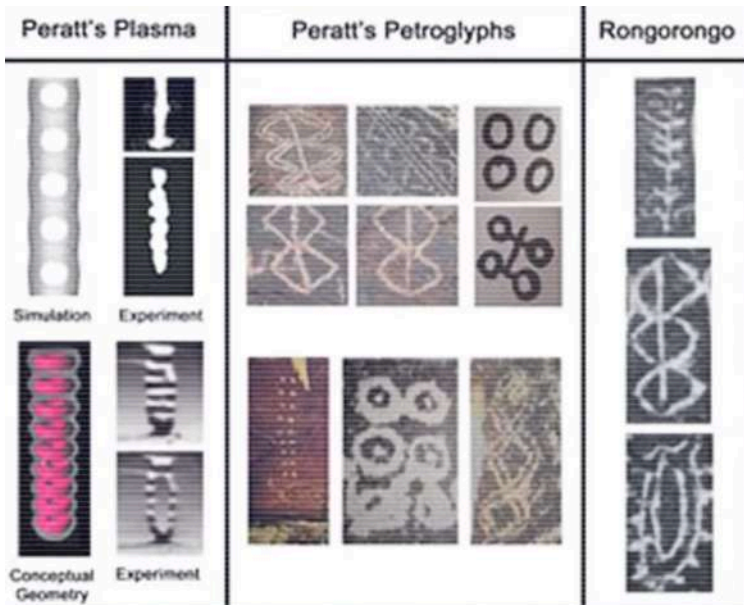 Peratt's Plasma
Peratt's Petroglyphs
Rongorongo
Simulation
Experiment
Conceptual
Geometry
Experiment